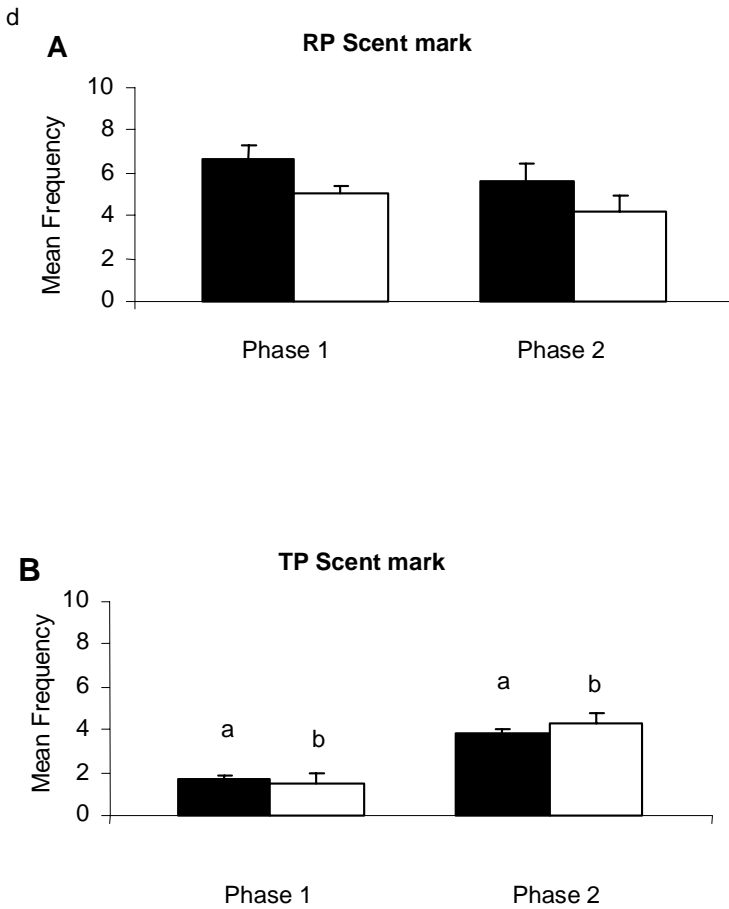 d
A
RP Scent mark
Mean Frequency
10
8
6
4
2
0
Phase 1 Phase 2
B
TP Scent mark
Mean Frequency
10
8
6
4
2
0
a b a b
Phase 1 Phase 2